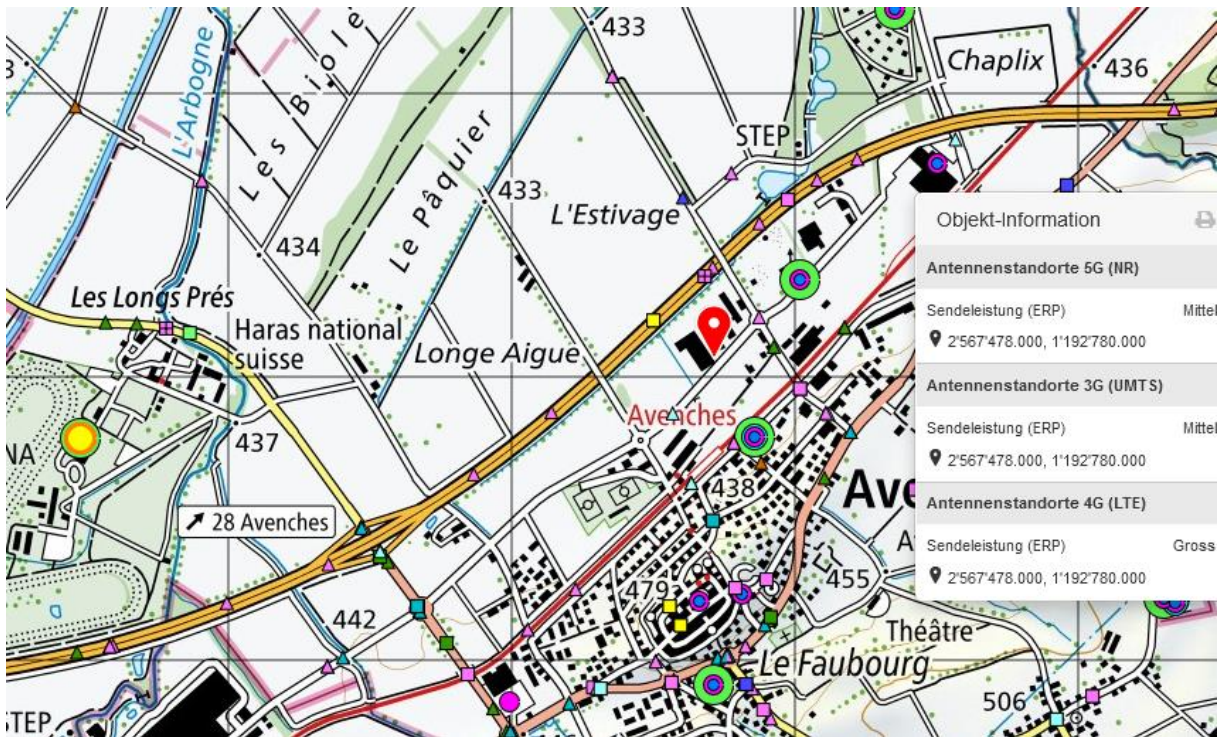 433
Chaplix
436
L'Arbogne
Les Bioles
Le Pâquier
STEP
433
L'Estivage
434
Les Longs Prés
Haras national
suisse
Longe Aigue
Avenches
437
NA
438
28 Avenches
479
455
442
Théâtre
Le Faubourg
506
STEP
Objekt-Information
Antennenstandorte 5G (NR)
Sendeleistung (ERP) Mittel
2'567'478.000, 1'192'780.000
Antennenstandorte 3G (UMTS)
Sendeleistung (ERP) Mittel
2'567'478.000, 1'192'780.000
Antennenstandorte 4G (LTE)
Sendeleistung (ERP) Gross
2'567'478.000, 1'192'780.000